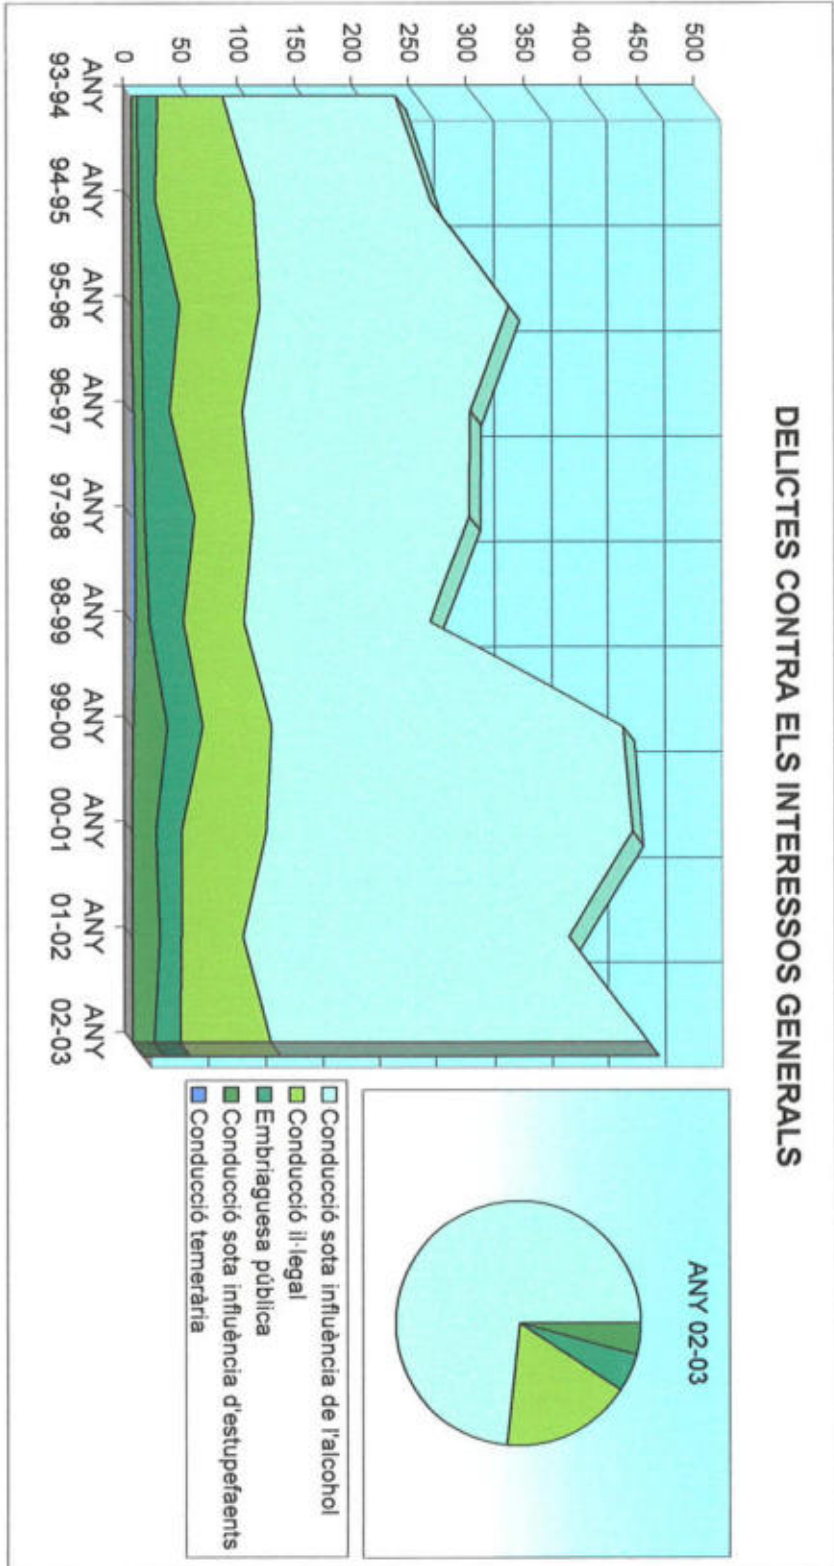 DELICTES CONTRA ELS INTERESSOS GENERALS
500
450
400
350
300
250
200
150
100
50
0
ANY
93-94
ANY
94-95
ANY
95-96
ANY
96-97
ANY
97-98
ANY
98-99
ANY
99-00
ANY
00-01
ANY
01-02
ANY
02-03
ANY 02-03
Conducció sota influència de l'alcohol
Conducció il·legal
Embriaguesa pública
Conducció sota influència d'estupefaents
Conducció temerària